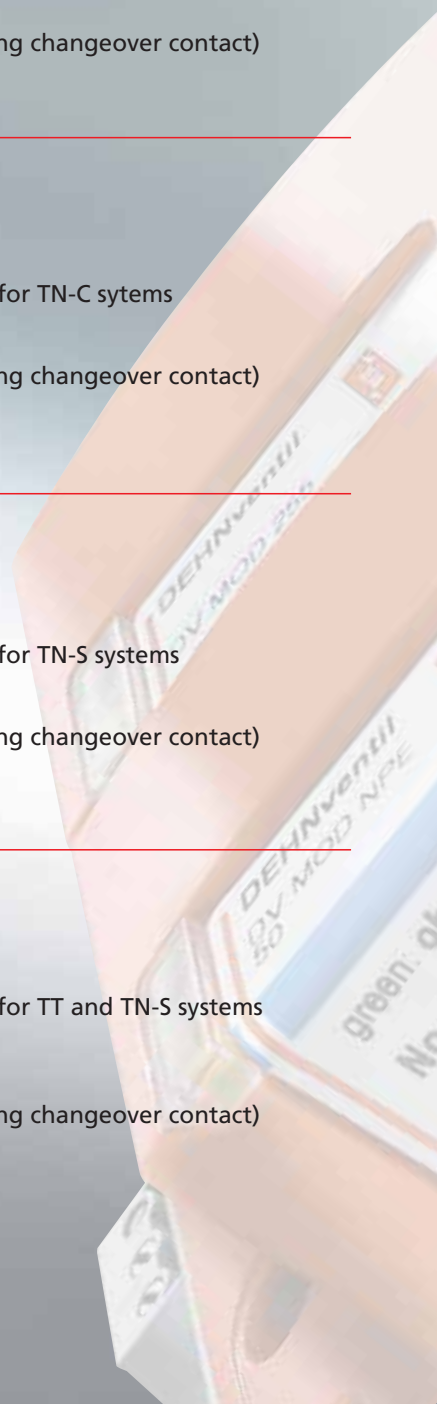 ng changeover contact)
for TN-C sytems
ng changeover contact)
DEHNventil
DV MOD 255
for TN-S systems
ng changeover contact)
DEHNventil
DV MOD NPE
50
for TT and TN-S systems
green:
ng changeover contact)